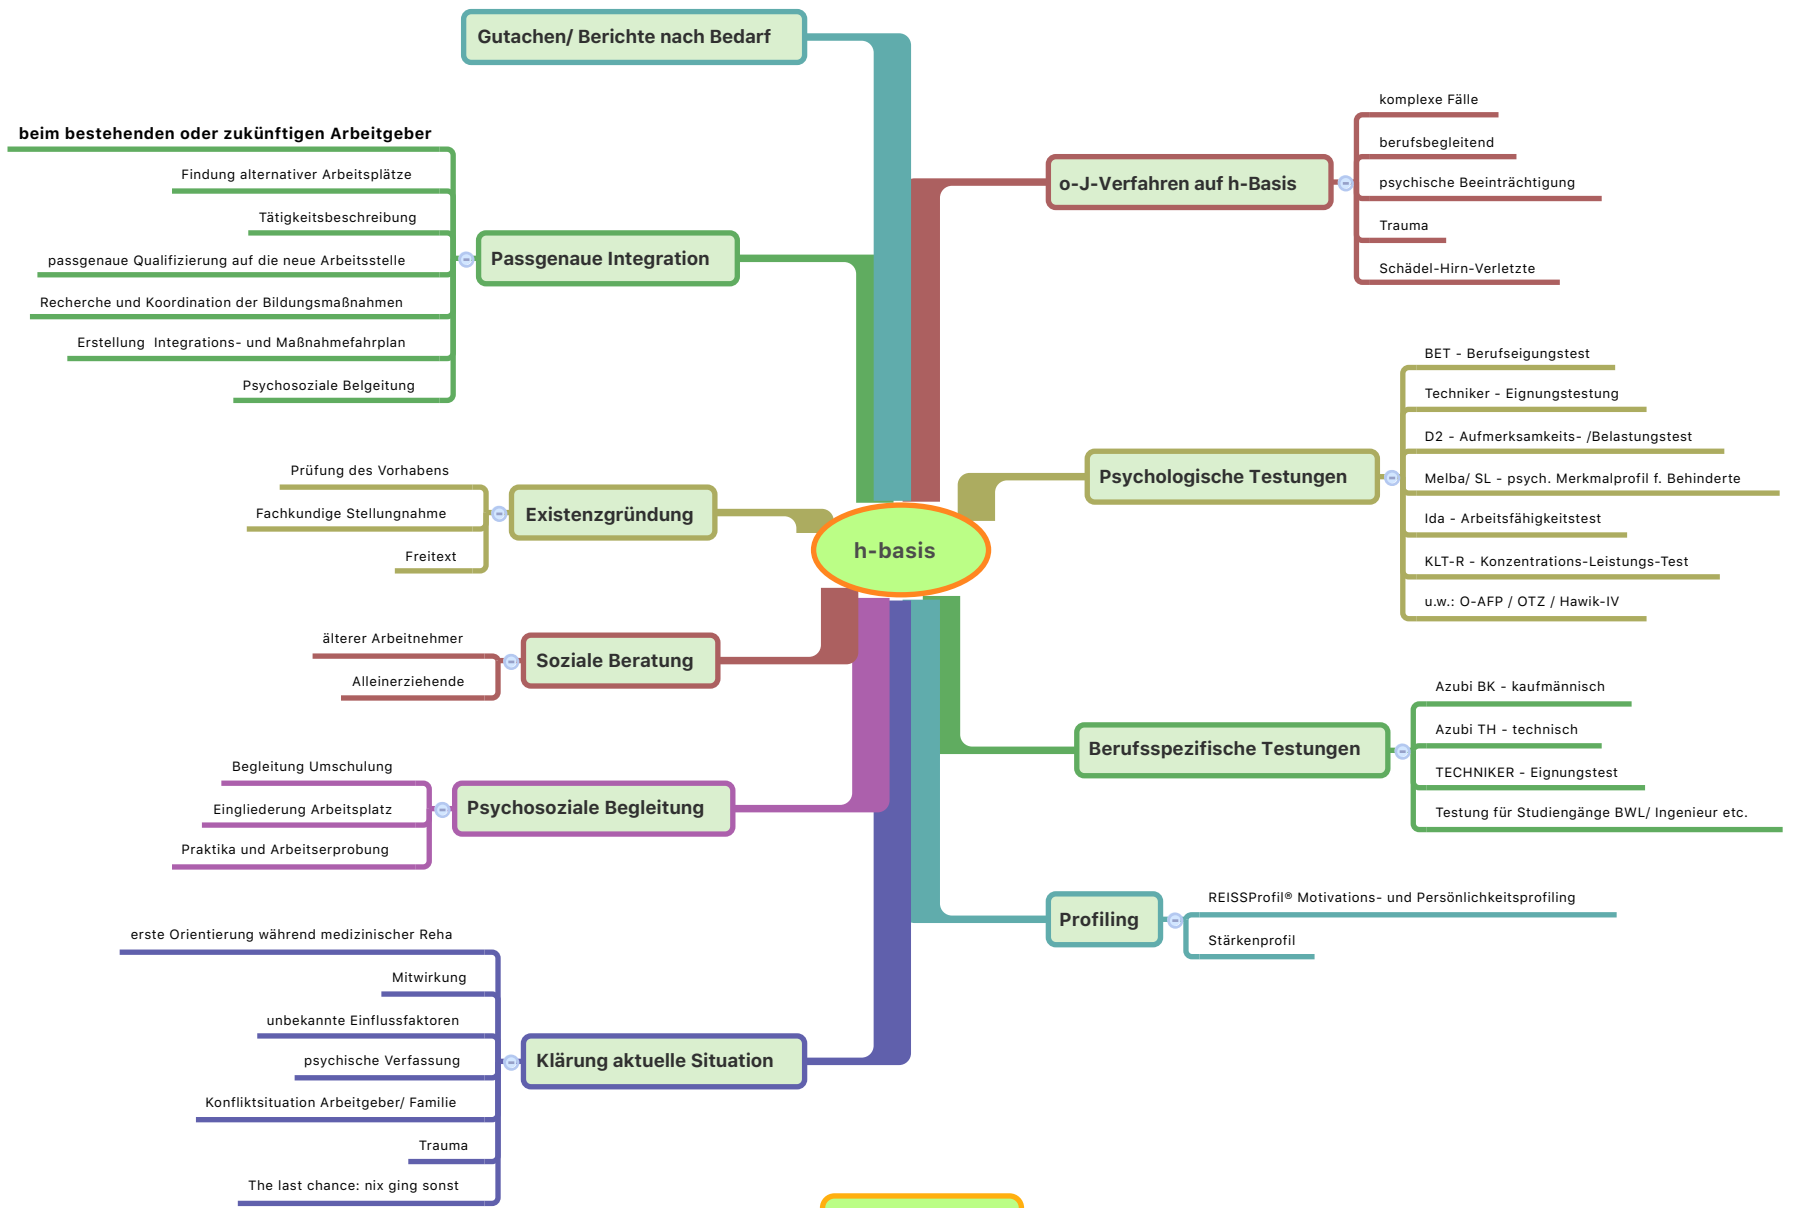 Gutachen/ Berichte nach Bedarf
beim bestehenden oder zukünftigen Arbeitgeber
Findung alternativer Arbeitsplätze
Tätigkeitsbeschreibung
passgenaue Qualifizierung auf die neue Arbeitsstelle
Recherche und Koordination der Bildungsmaßnahmen
Erstellung  Integrations- und Maßnahmefahrplan
Psychosoziale Belgeitung
Passgenaue Integration
Prüfung des Vorhabens
Fachkundige Stellungnahme
Freitext
Existenzgründung
älterer Arbeitnehmer
Alleinerziehende
Soziale Beratung
Begleitung Umschulung
Eingliederung Arbeitsplatz
Praktika und Arbeitserprobung
Psychosoziale Begleitung
erste Orientierung während medizinischer Reha
Mitwirkung
unbekannte Einflussfaktoren
psychische Verfassung
Konfliktsituation Arbeitgeber/ Familie
Trauma
The last chance: nix ging sonst
Klärung aktuelle Situation
h-basis
o-J-Verfahren auf h-Basis
komplexe Fälle
berufsbegleitend
psychische Beeinträchtigung
Trauma
Schädel-Hirn-Verletzte
Psychologische Testungen
BET - Berufseigungstest
Techniker - Eignungstestung
D2 - Aufmerksamkeits- /Belastungstest
Melba/ SL - psych. Merkmalprofil f. Behinderte
Ida - Arbeitsfähigkeitstest
KLT-R - Konzentrations-Leistungs-Test
u.w.: O-AFP / OTZ / Hawik-IV
Berufsspezifische Testungen
Azubi BK - kaufmännisch
Azubi TH - technisch
TECHNIKER - Eignungstest
Testung für Studiengänge BWL/ Ingenieur etc.
Profiling
REISSProfil® Motivations- und Persönlichkeitsprofiling
Stärkenprofil